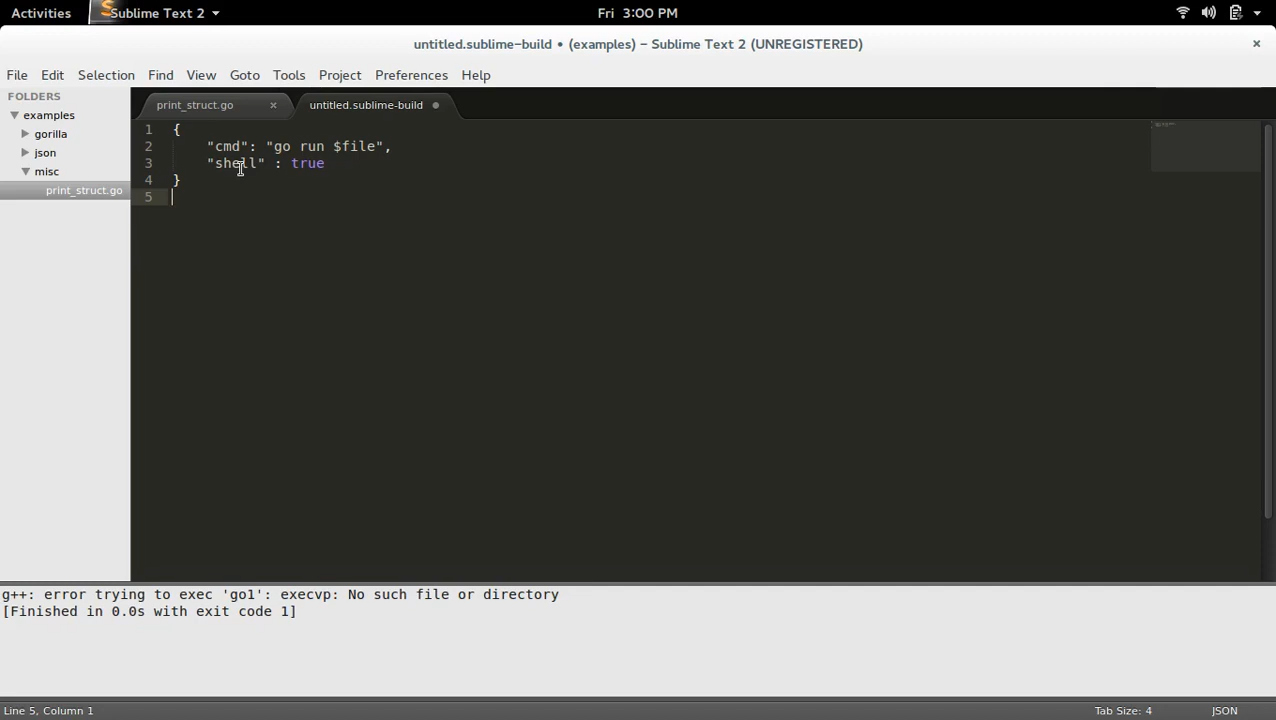 Activities Sublime Text 2 Fri 3:00 PM
untitled.sublime-build • (examples) - Sublime Text 2 (UNREGISTERED) ×
File Edit Selection Find View Goto Tools Project Preferences Help
FOLDERS
examples
gorilla
json
misc
print_struct.go
print_struct.go × untitled.sublime-build
1 {
2 "cmd": "go run $file",
3 "shell" : true
4 }
5
g++: error trying to exec 'go1': execvp: No such file or directory
[Finished in 0.0s with exit code 1]
Line 5, Column 1 Tab Size: 4 JSON